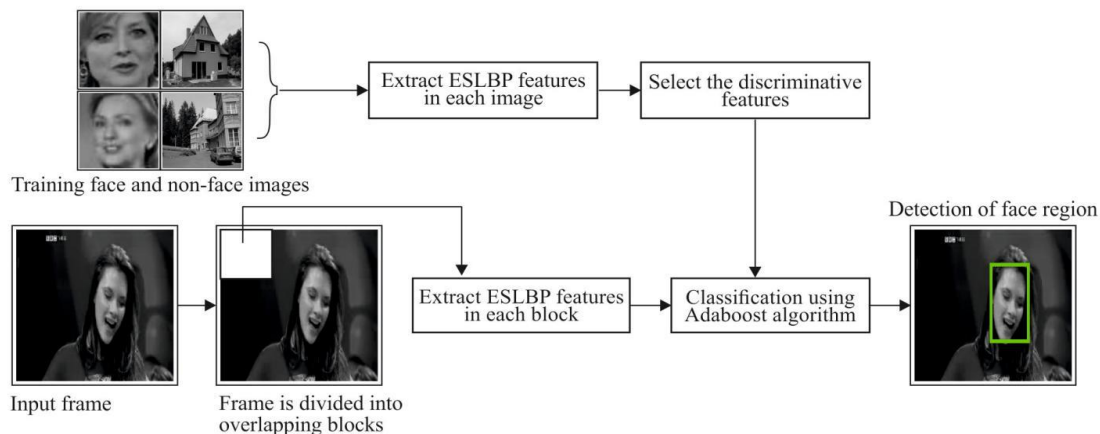 Extract ESLBP features
in each image
Select the discriminative
features
Training face and non-face images
Detection of face region
Extract ESLBP features
in each block
Classification using
Adaboost algorithm
Input frame
Frame is divided into
overlapping blocks